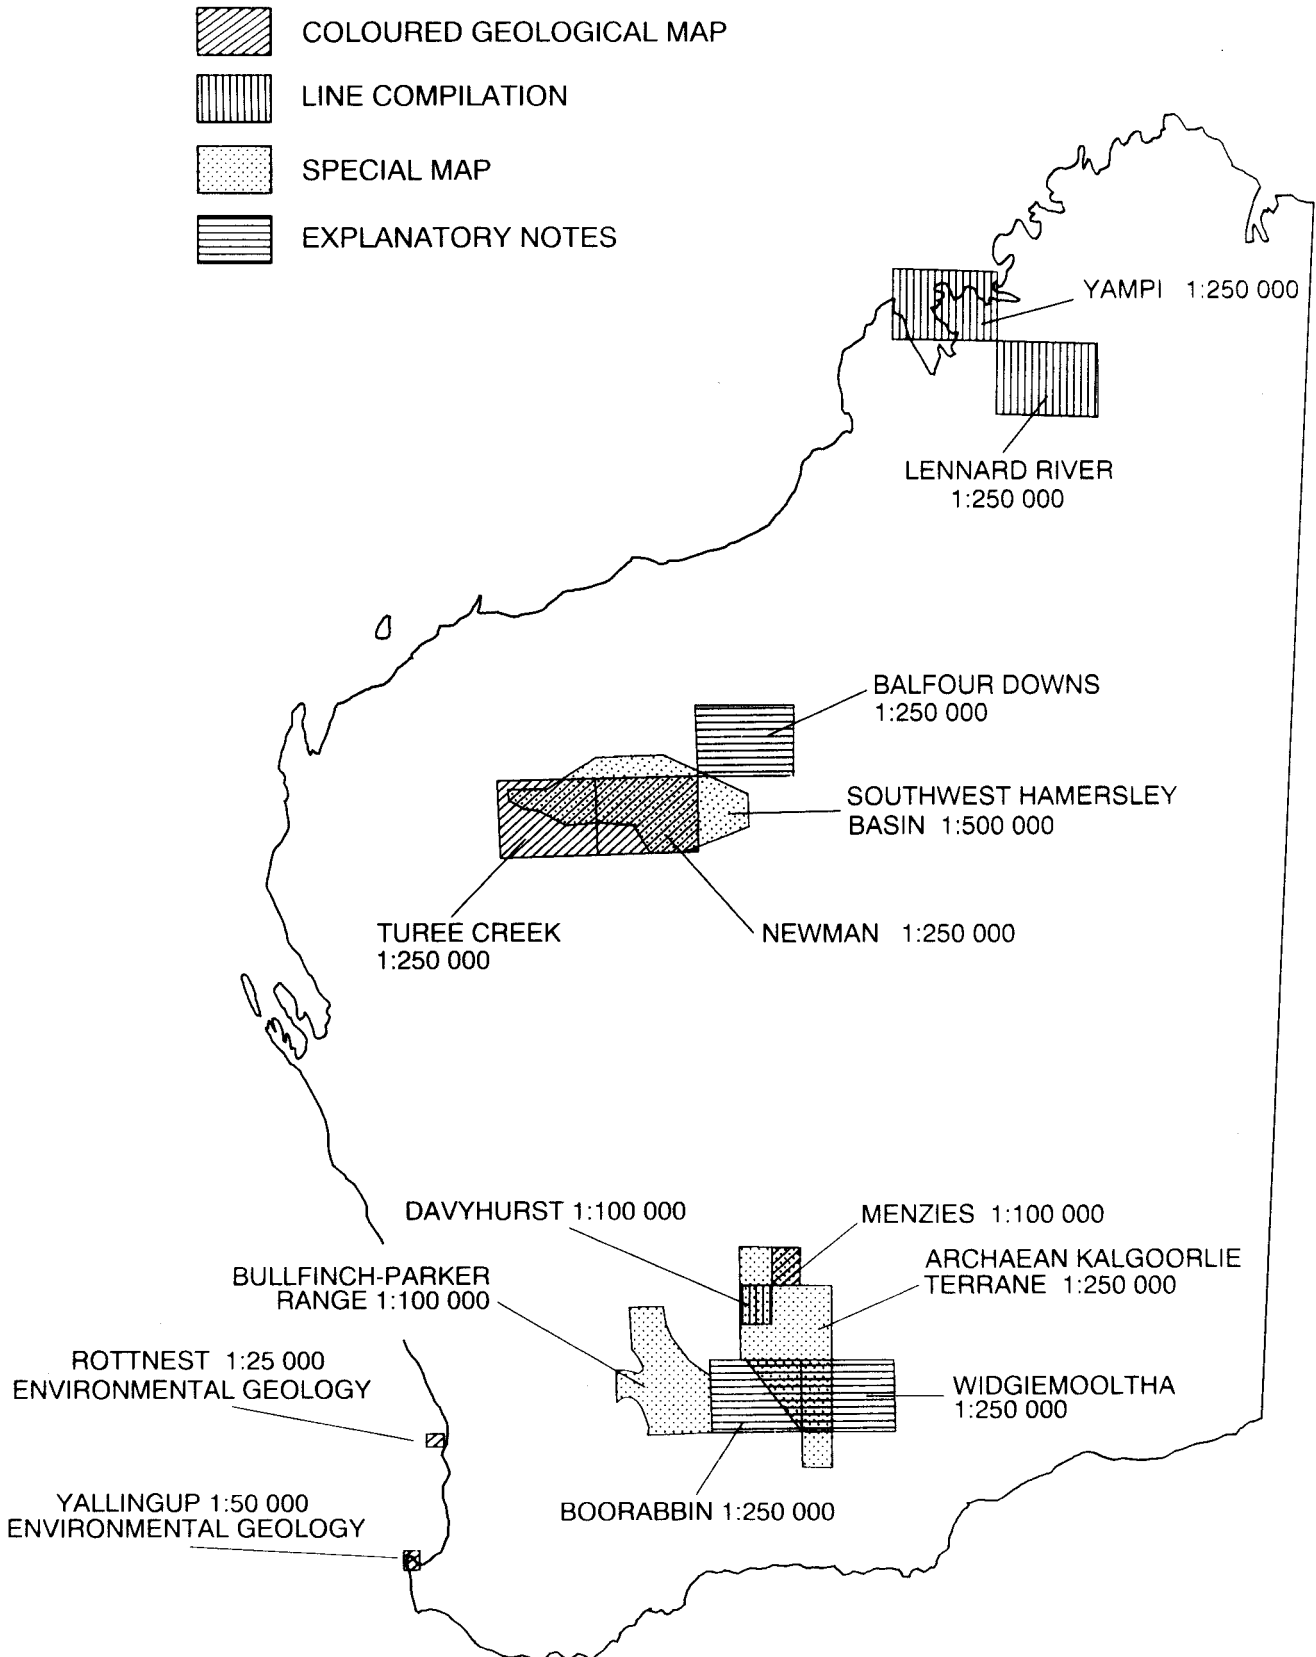 COLOURED GEOLOGICAL MAP
LINE COMPILATION
SPECIAL MAP
EXPLANATORY NOTES
YAMPI 1:250 000
LENNARD RIVER
1:250 000
BALFOUR DOWNS
1:250 000
SOUTHWEST HAMERSLEY
BASIN 1:500 000
TUREE CREEK
1:250 000
NEWMAN 1:250 000
DAVYHURST 1:100 000
MENZIES 1:100 000
BULLFINCH-PARKER
RANGE 1:100 000
ARCHAEAN KALGOORLIE
TERRANE 1:250 000
ROTTNEST 1:25 000
ENVIRONMENTAL GEOLOGY
WIDGIEMOOLTHA
1:250 000
YALLINGUP 1:50 000
ENVIRONMENTAL GEOLOGY
BOORABBIN 1:250 000